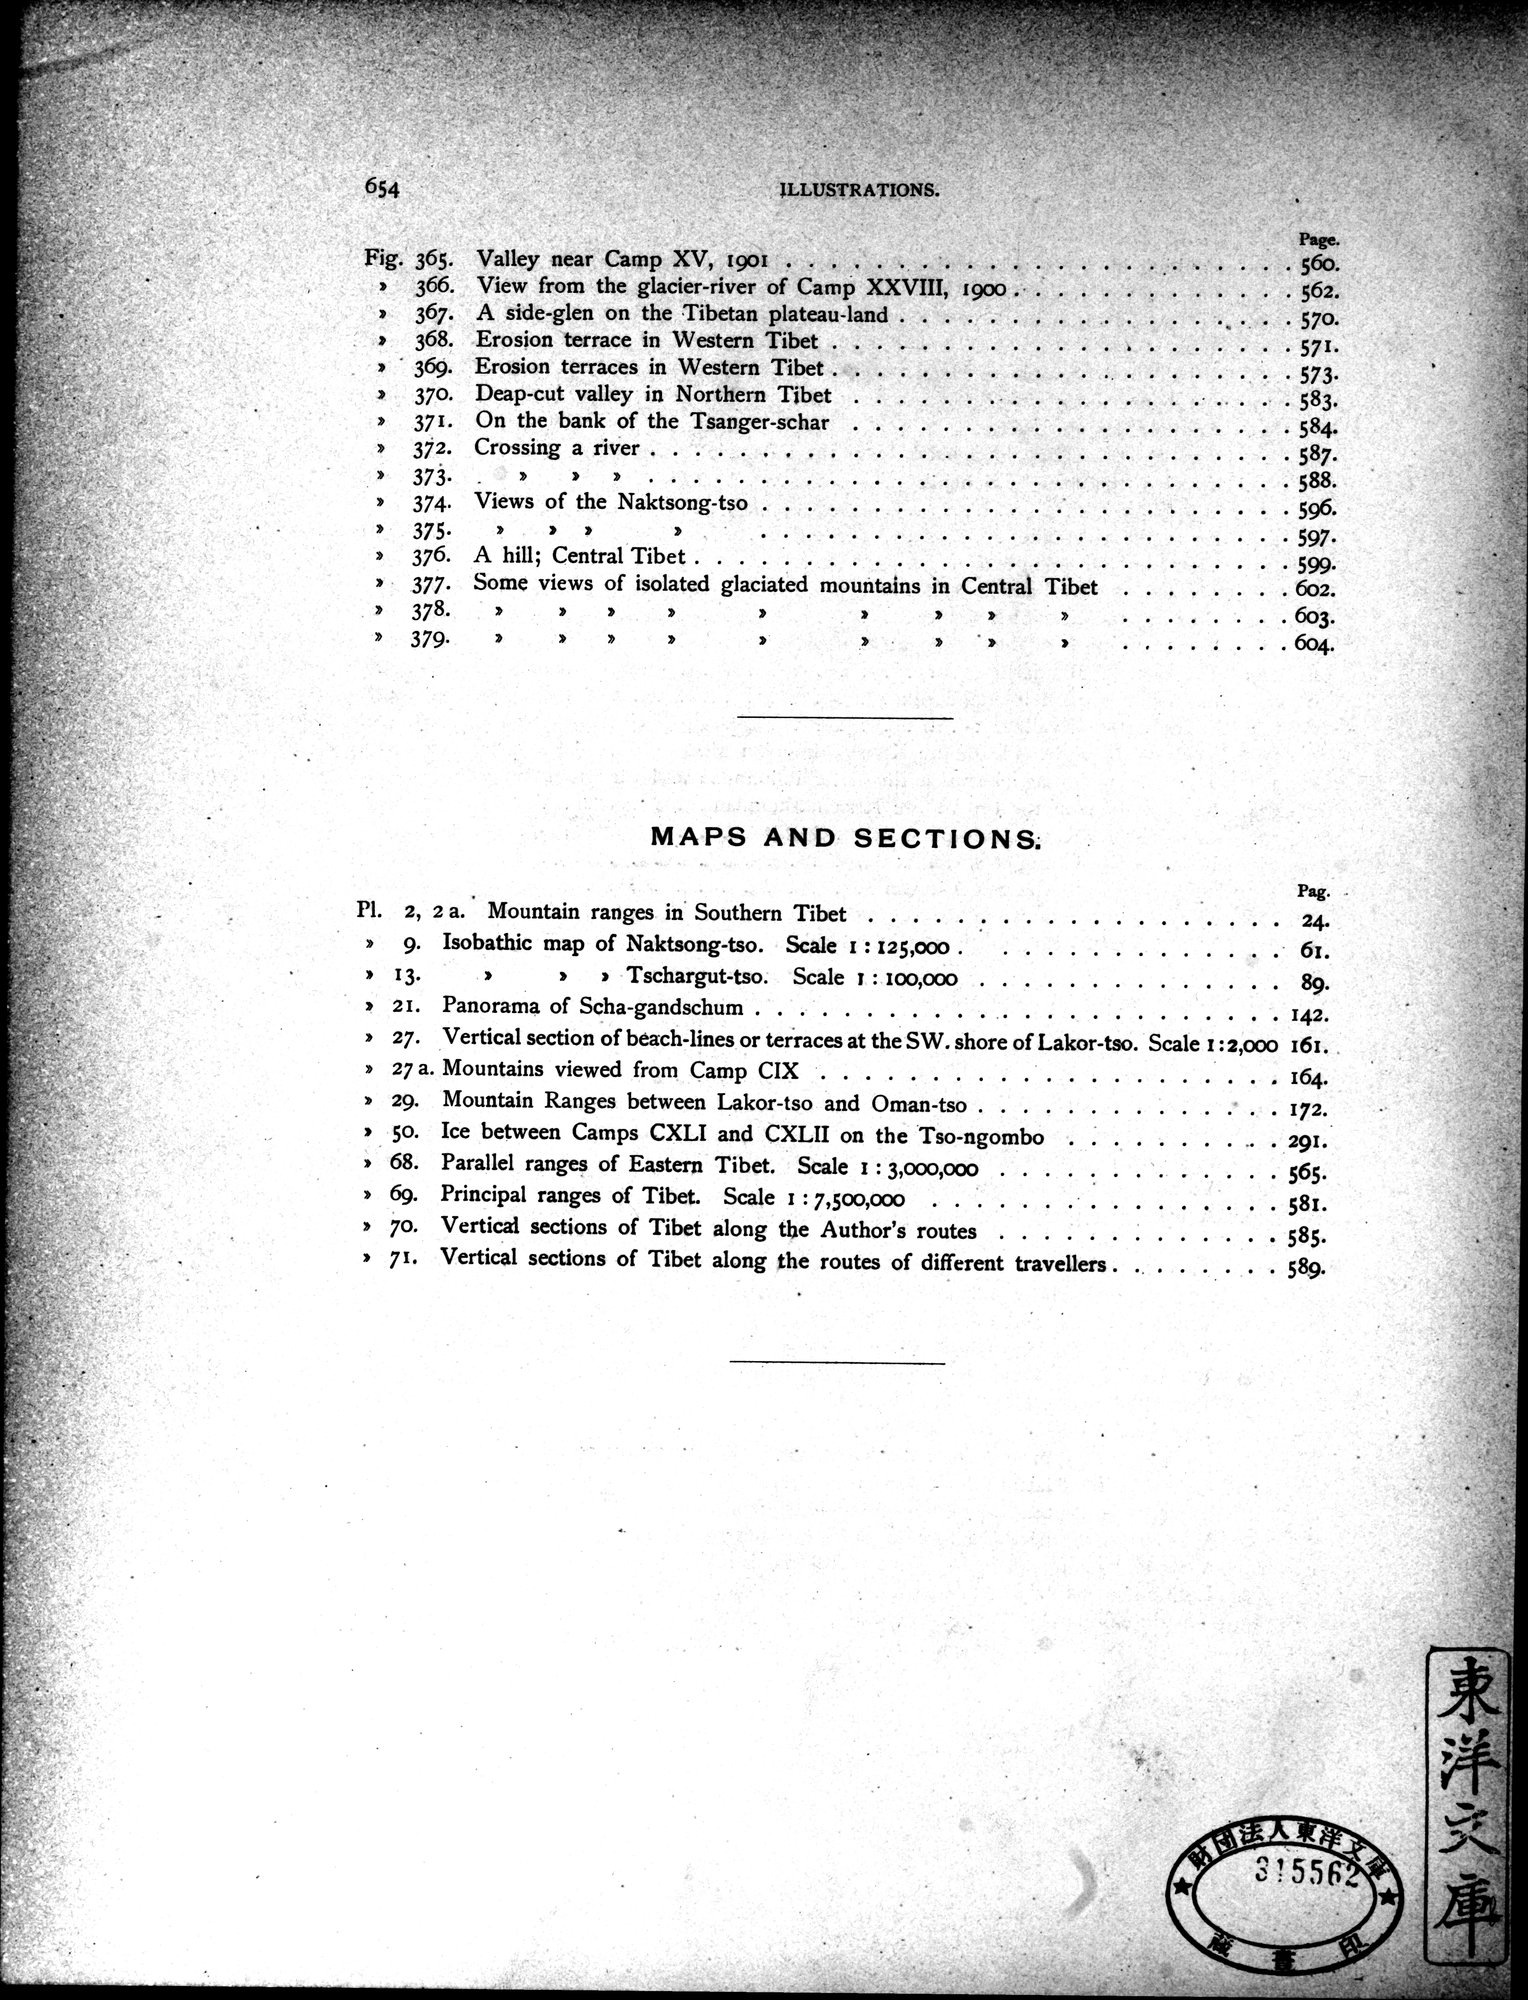 654 ILLUSTRATIONS.
Page.
Fig. 365. Valley near Camp XV, 1901 . . . . . . . . . . . . . . . . . . . . . . . 560.
» 366. View from the glacier-river of Camp XXVIII, 1900 . . . . . . . . . . . . . 562.
» 367. A side-glen on the Tibetan plateau-land . . . . . . . . . . . . . . . . . . 570.
» 368. Erosion terrace in Western Tibet . . . . . . . . . . . . . . . . . . . . . 571.
» 369. Erosion terraces in Western Tibet . . . . . . . . . . . . . . . . . . . . . 573.
» 370. Deap-cut valley in Northern Tibet . . . . . . . . . . . . . . . . . . . . 583.
» 371. On the bank of the Tsanger-schar . . . . . . . . . . . . . . . . . . . . 584.
» 372. Crossing a river . . . . . . . . . . . . . . . . . . . . . . . . . . . . 587.
» 373. » » » . . . . . . . . . . . . . . . . . . . . . . . . . . . . 588.
» 374. Views of the Naktsong-tso . . . . . . . . . . . . . . . . . . . . . . . . 596.
» 375. » » » » . . . . . . . . . . . . . . . . . . . . . . . . 597.
» 376. A hill; Central Tibet . . . . . . . . . . . . . . . . . . . . . . . . . . 599.
» 377. Some views of isolated glaciated mountains in Central Tibet . . . . . . . . 602.
» 378. » » » » » » » » » . . . . . . . . 603.
» 379. » » » » » » » » » . . . . . . . . 604.
MAPS AND SECTIONS.
Pag.
Pl. 2, 2 a. Mountain ranges in Southern Tibet . . . . . . . . . . . . . . . . . . . 24.
» 9. Isobathic map of Naktsong-tso. Scale 1 : 125,000 . . . . . . . . . . . . . . 61.
» 13. » » » Tschargut-tso. Scale 1 : 100,000 . . . . . . . . . . . . . . 89.
» 21. Panorama of Scha-gandschum . . . . . . . . . . . . . . . . . . . . . . . . 142.
» 27. Vertical section of beach-lines or terraces at the SW. shore of Lakor-tso. Scale 1 : 2,000 161.
» 27 a. Mountains viewed from Camp CIX . . . . . . . . . . . . . . . . . . . . . 164.
» 29. Mountain Ranges between Lakor-tso and Oman-tso . . . . . . . . . . . . . . 172.
» 50. Ice between Camps CXLI and CXLII on the Tso-ngombo . . . . . . . . . . 291.
» 68. Parallel ranges of Eastern Tibet. Scale 1 : 3,000,000 . . . . . . . . . . . . . 565.
» 69. Principal ranges of Tibet. Scale 1 : 7,500,000 . . . . . . . . . . . . . . . . 581.
» 70. Vertical sections of Tibet along the Author's routes . . . . . . . . . . . . . 585.
» 71. Vertical sections of Tibet along the routes of different travellers . . . . . . . . 589.
東洋文庫
財団法人東洋文庫
315562
藏書印